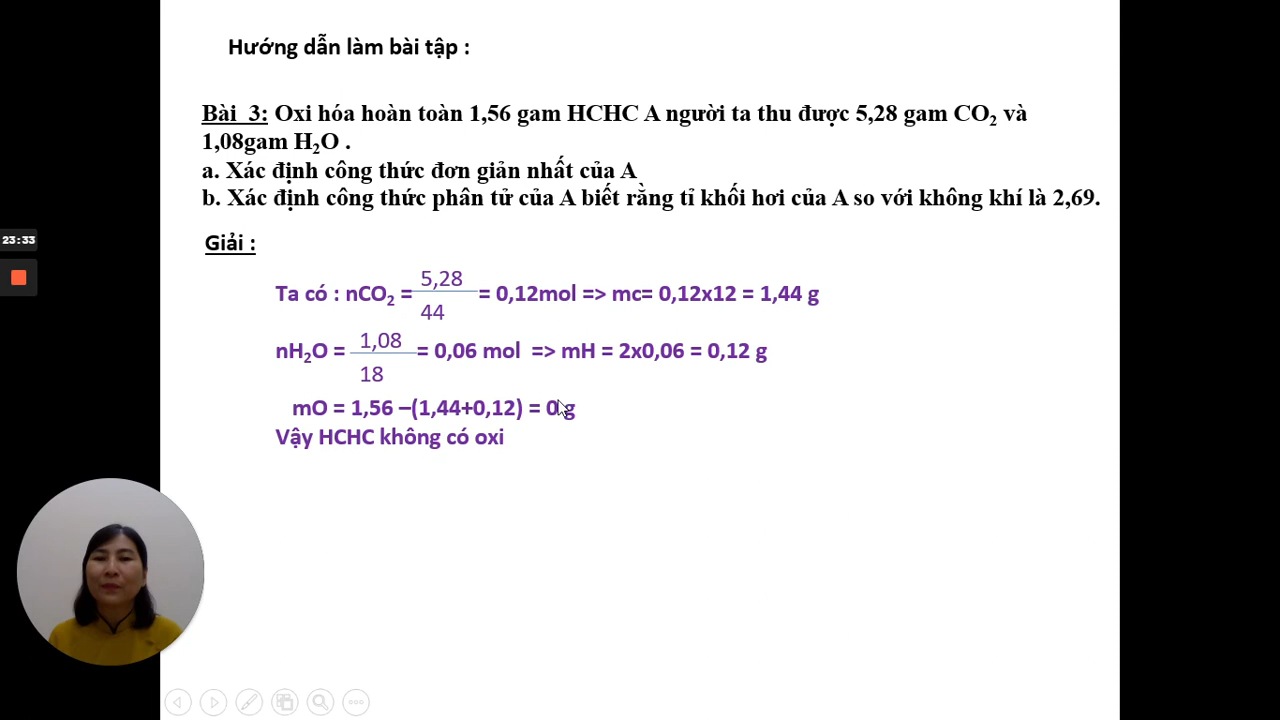 Hướng dẫn làm bài tập :
Bài 3: Oxi hóa hoàn toàn 1,56 gam HCHC A người ta thu được 5,28 gam CO₂ và
1,08gam H₂O .
a. Xác định công thức đơn giản nhất của A
b. Xác định công thức phân tử của A biết rằng tỉ khối hơi của A so với không khí là 2,69.
23:33
Giải :
Ta có : nCO₂ = 5,28/44 = 0,12mol => mc= 0,12x12 = 1,44 g
nH₂O = 1,08/18 = 0,06 mol => mH = 2x0,06 = 0,12 g
mO = 1,56 –(1,44+0,12) = 0 g
Vậy HCHC không có oxi